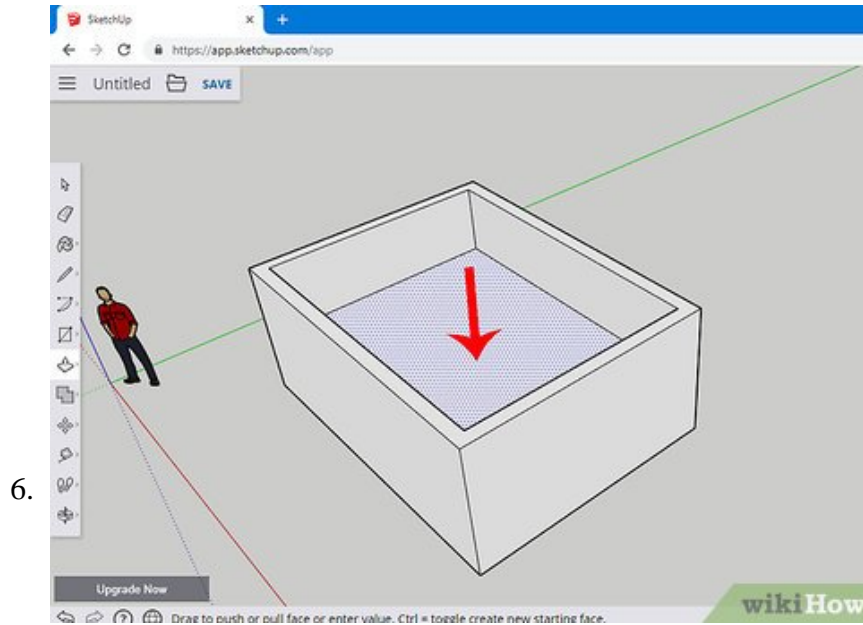 SketchUp
https://app.sketchup.com/app
Untitled SAVE
6.
Upgrade Now
Drag to push or pull face or enter value. Ctrl = toggle create new starting face.
wikiHow